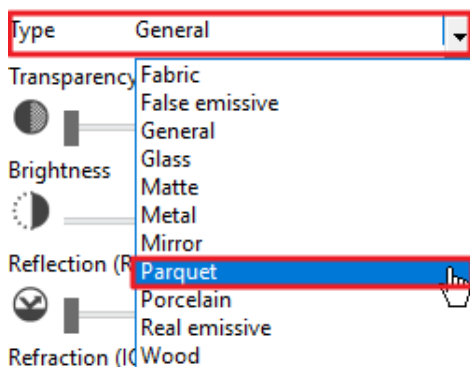 Type General
Transparency Fabric
False emissive
General
Glass
Brightness
Matte
Metal
Mirror
Reflection (R
Parquet
Porcelain
Real emissive
Refraction (IO Wood